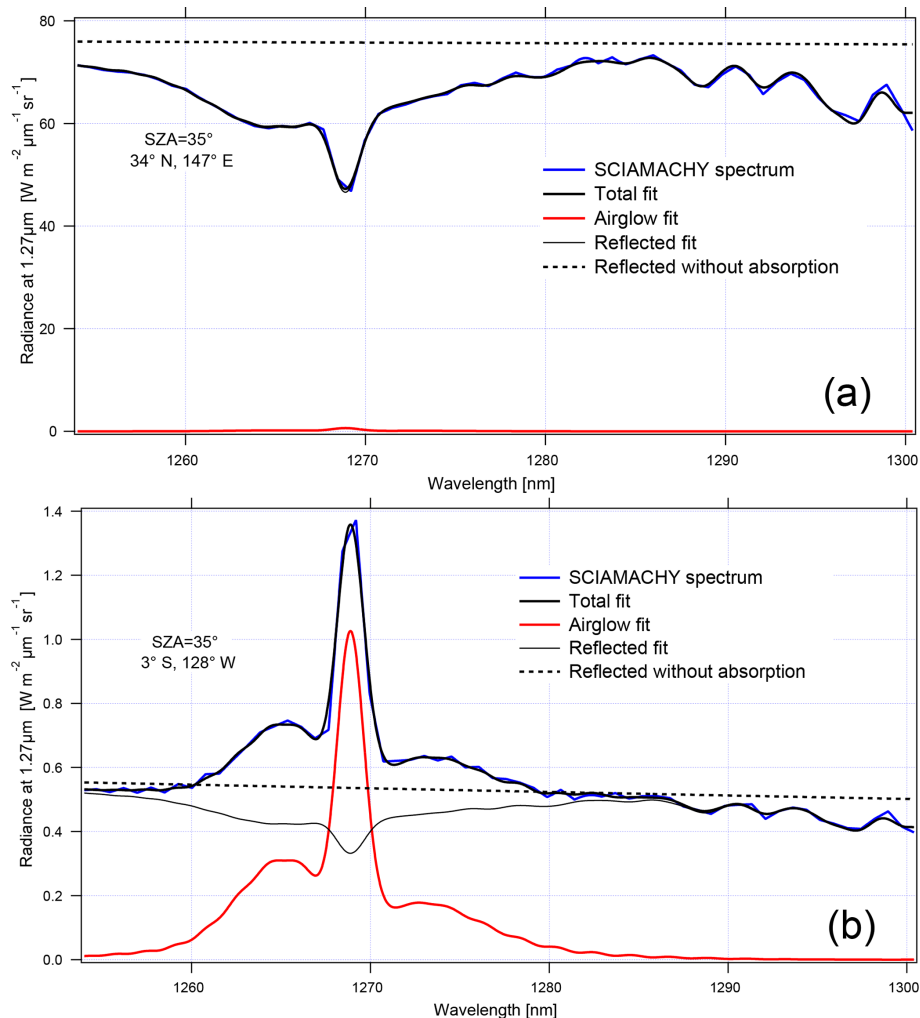 80
60
40
20
0
Radiance at 1.27µm [W m-2 µm-1 sr-1]
SZA=35°
34° N, 147° E
SCIAMACHY spectrum
Total fit
Airglow fit
Reflected fit
Reflected without absorption
(a)
1260 1270 1280 1290 1300
Wavelength [nm]
1.4
1.2
1.0
0.8
0.6
0.4
0.2
0.0
Radiance at 1.27µm [W m-2 µm-1 sr-1]
SZA=35°
3° S, 128° W
SCIAMACHY spectrum
Total fit
Airglow fit
Reflected fit
Reflected without absorption
(b)
1260 1270 1280 1290 1300
Wavelength [nm]